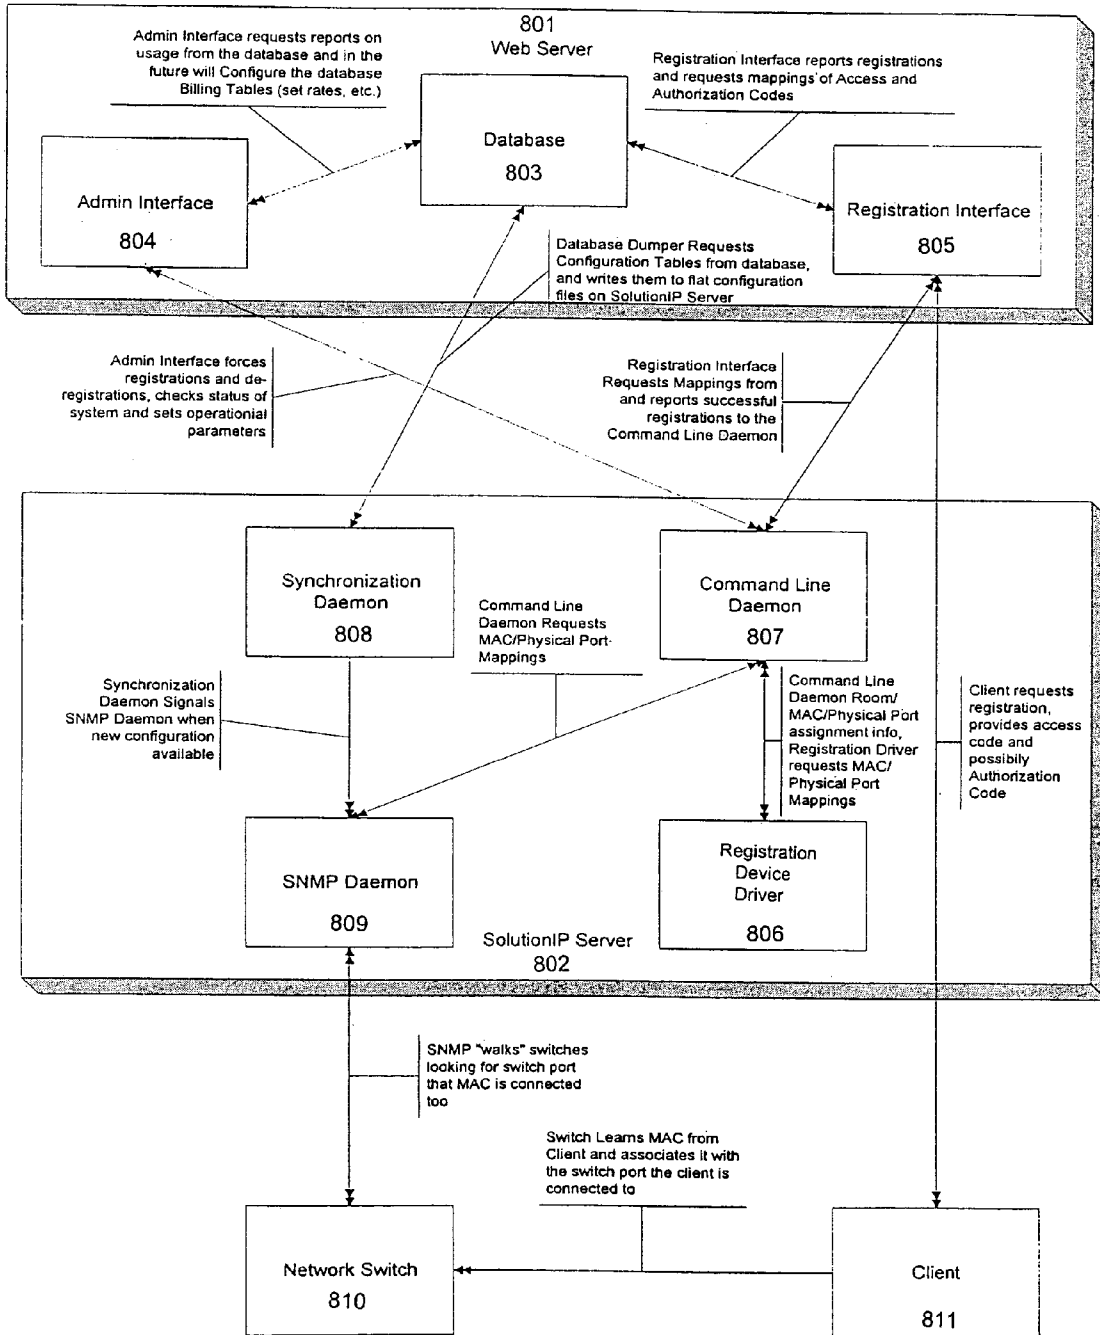 801
Web Server
Admin Interface requests reports on
usage from the database and in the
future will Configure the database
Billing Tables (set rates, etc.)
Registration Interface reports registrations
and requests mappings of Access and
Authorization Codes
Database
803
Admin Interface
804
Registration Interface
805
Database Dumper Requests
Configuration Tables from database,
and writes them to flat configuration
files on SolutionIP Server
Admin Interface forces
registrations and de-
registrations, checks status of
system and sets operationial
parameters
Registration Interface
Requests Mappings from
and reports successful
registrations to the
Command Line Daemon
Synchronization
Daemon
808
Command Line
Daemon Requests
MAC/Physical Port
Mappings
Command Line
Daemon
807
Synchronization
Daemon Signals
SNMP Daemon when
new configuration
available
Command Line
Daemon Room/
MAC/Physical Port
assignment info,
Registration Driver
requests MAC/
Physical Port
Mappings
Client requests
registration,
provides access
code and
possibily
Authorization
Code
SNMP Daemon
809
Registration
Device
Driver
806
SolutionIP Server
802
SNMP "walks" switches
looking for switch port
that MAC is connected
too
Switch Learns MAC from
Client and associates it with
the switch port the client is
connected to
Network Switch
810
Client
811